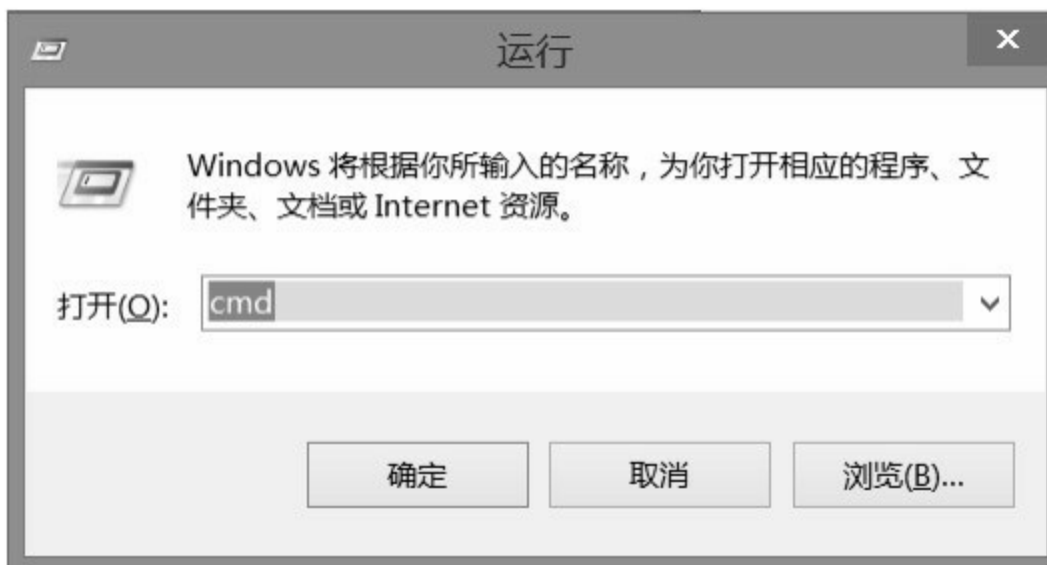 运行
Windows 将根据你所输入的名称，为你打开相应的程序、文
件夹、文档或 Internet 资源。
打开(O): cmd
确定 取消 浏览(B)...